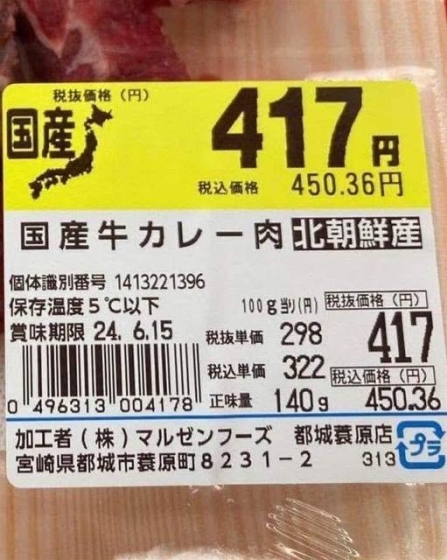 税抜価格（円）
国産
417円
税込価格 450.36円
国産牛カレー肉 北朝鮮産
個体識別番号 1413221396
保存温度5℃以下
賞味期限 24. 6.15
100g当り(円) 税抜価格（円）
税抜単価 298 417
税込単価 322 税込価格（円）
正味量 140g 450.36
0 496313 004178
加工者（株）マルゼンフーズ 都城蓑原店
宮崎県都城市蓑原町8231-2 313
プラ